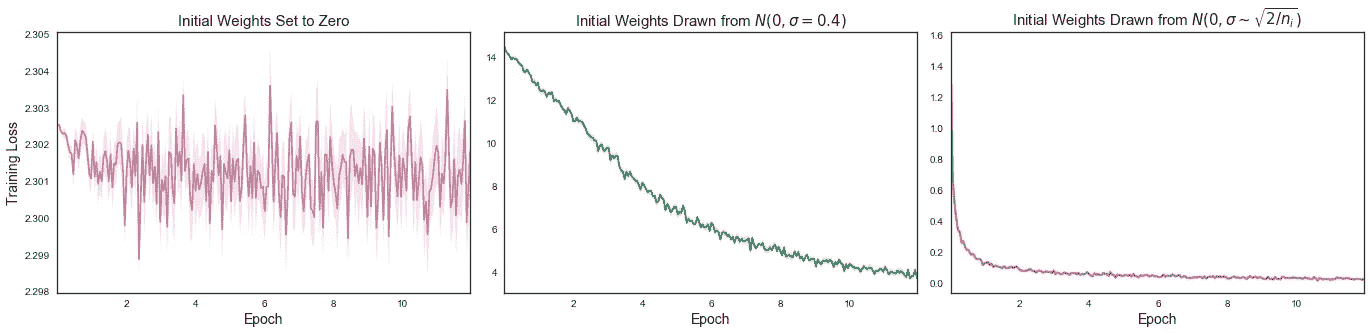 Initial Weights Set to Zero
Initial Weights Drawn from N(0, σ = 0.4)
Initial Weights Drawn from N(0, σ ∼ √2/nᵢ)
2.305
2.304
2.303
2.302
2.301
2.300
2.299
2.298
Training Loss
2 4 6 8 10
Epoch
14
12
10
8
6
4
2 4 6 8 10
Epoch
1.6
1.4
1.2
1.0
0.8
0.6
0.4
0.2
0.0
2 4 6 8 10
Epoch